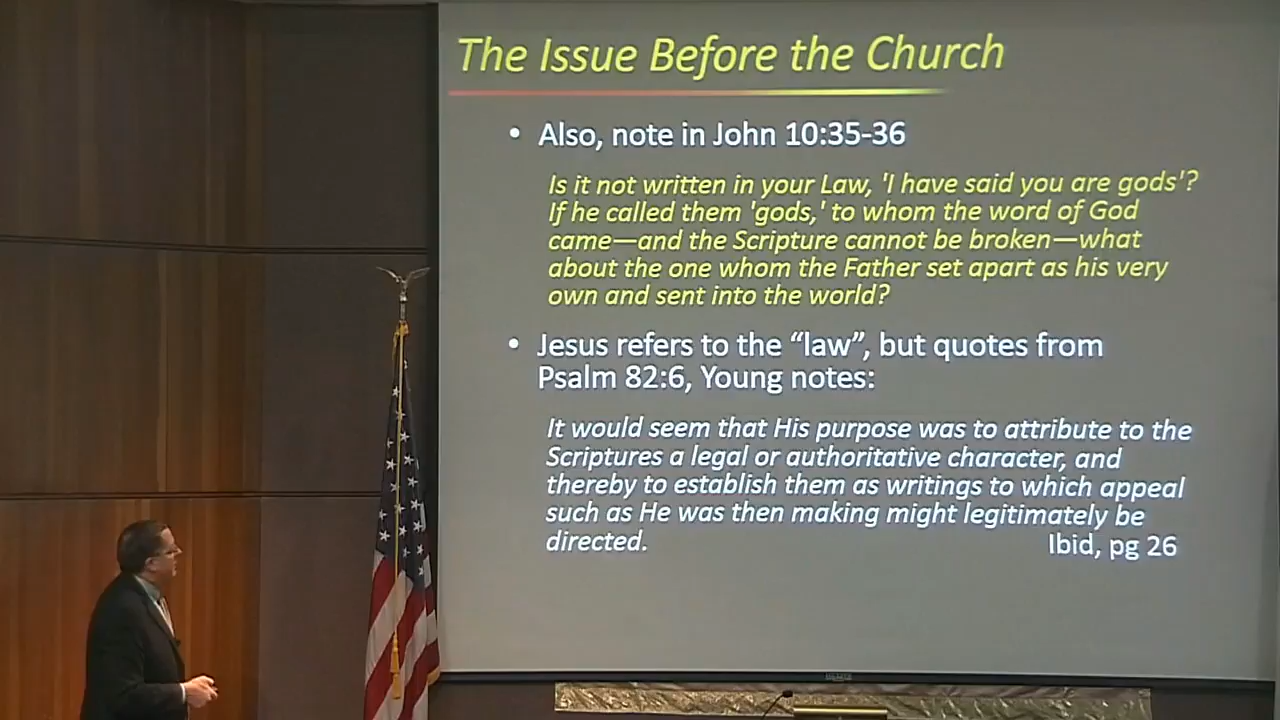 The Issue Before the Church
• Also, note in John 10:35-36
Is it not written in your Law, 'I have said you are gods'?
If he called them 'gods,' to whom the word of God
came—and the Scripture cannot be broken—what
about the one whom the Father set apart as his very
own and sent into the world?
• Jesus refers to the “law”, but quotes from
Psalm 82:6, Young notes:
It would seem that His purpose was to attribute to the
Scriptures a legal or authoritative character, and
thereby to establish them as writings to which appeal
such as He was then making might legitimately be
directed. Ibid, pg 26